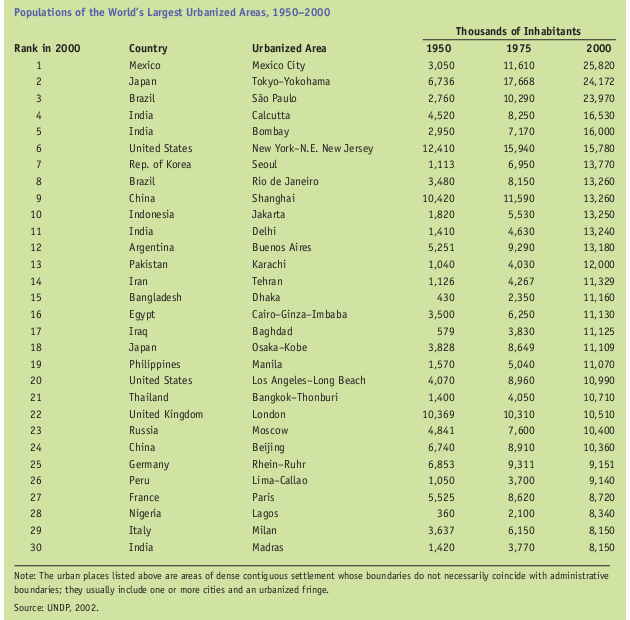 Populations of the World's Largest Urbanized Areas, 1950–2000
Thousands of Inhabitants
Rank in 2000 Country Urbanized Area 1950 1975 2000
1 Mexico Mexico City 3,050 11,610 25,820
2 Japan Tokyo–Yokohama 6,736 17,668 24,172
3 Brazil São Paulo 2,760 10,290 23,970
4 India Calcutta 4,520 8,250 16,530
5 India Bombay 2,950 7,170 16,000
6 United States New York–N.E. New Jersey 12,410 15,940 15,780
7 Rep. of Korea Seoul 1,113 6,950 13,770
8 Brazil Rio de Janeiro 3,480 8,150 13,260
9 China Shanghai 10,420 11,590 13,260
10 Indonesia Jakarta 1,820 5,530 13,250
11 India Delhi 1,410 4,630 13,240
12 Argentina Buenos Aires 5,251 9,290 13,180
13 Pakistan Karachi 1,040 4,030 12,000
14 Iran Tehran 1,126 4,267 11,329
15 Bangladesh Dhaka 430 2,350 11,160
16 Egypt Cairo–Ginza–Imbaba 3,500 6,250 11,130
17 Iraq Baghdad 579 3,830 11,125
18 Japan Osaka–Kobe 3,828 8,649 11,109
19 Philippines Manila 1,570 5,040 11,070
20 United States Los Angeles–Long Beach 4,070 8,960 10,990
21 Thailand Bangkok–Thonburi 1,400 4,050 10,710
22 United Kingdom London 10,369 10,310 10,510
23 Russia Moscow 4,841 7,600 10,400
24 China Beijing 6,740 8,910 10,360
25 Germany Rhein–Ruhr 6,853 9,311 9,151
26 Peru Lima–Callao 1,050 3,700 9,140
27 France Paris 5,525 8,620 8,720
28 Nigeria Lagos 360 2,100 8,340
29 Italy Milan 3,637 6,150 8,150
30 India Madras 1,420 3,770 8,150
Note: The urban places listed above are areas of dense contiguous settlement whose boundaries do not necessarily coincide with administrative
boundaries; they usually include one or more cities and an urbanized fringe.
Source: UNDP, 2002.